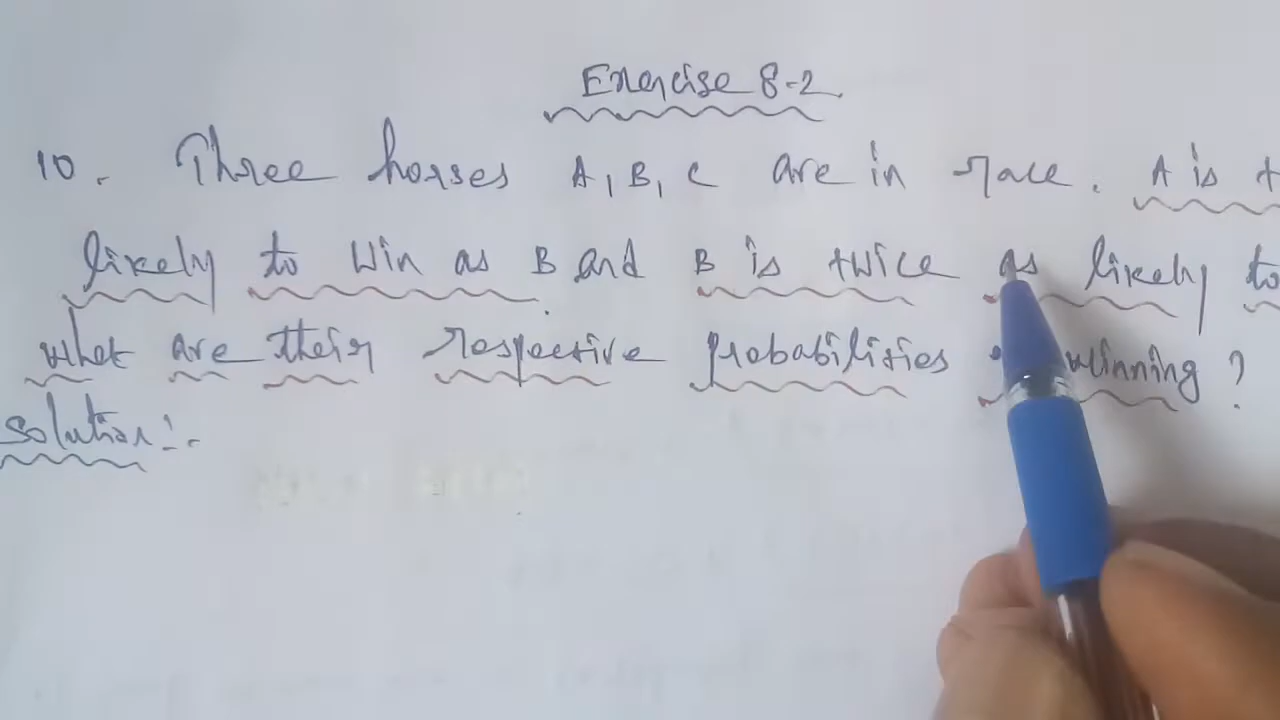 Exercise 8-2.
10. Three horses A, B, C are in race. A is t
likely to win as B and B is twice as likely to
what are their respective probabilities winning?
solution:-